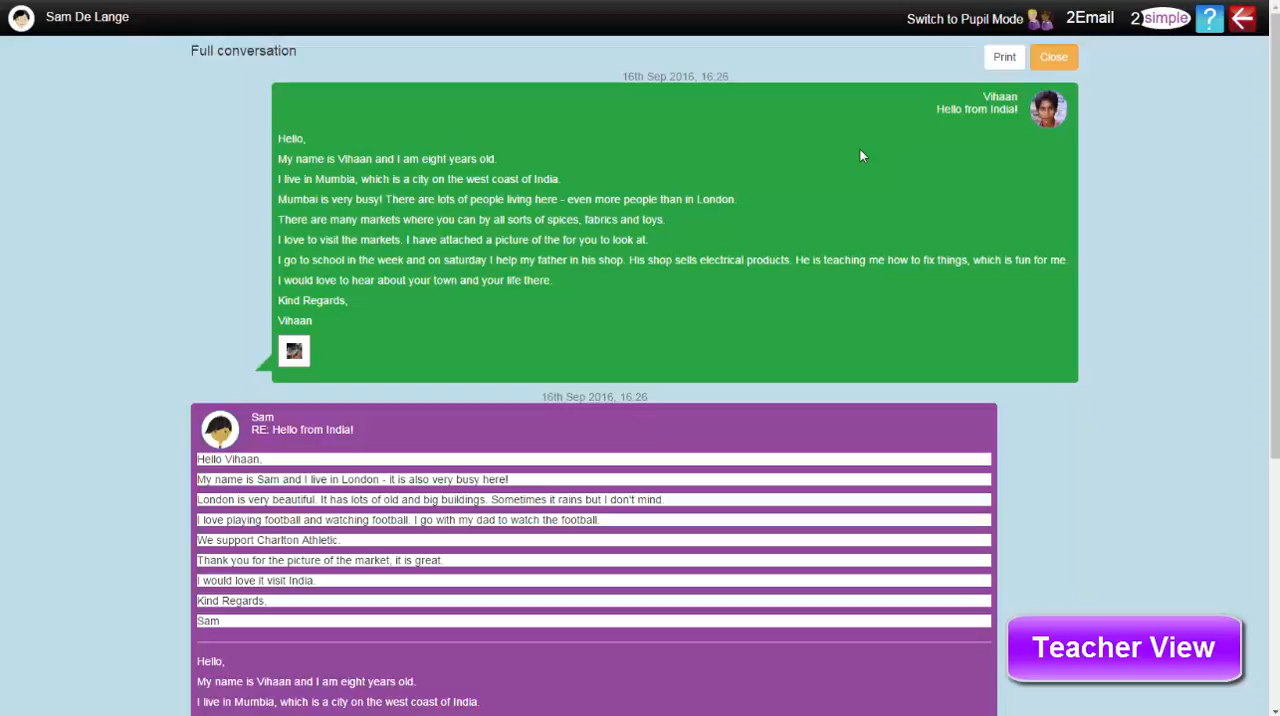 Sam De Lange
Switch to Pupil Mode
2Email
2simple
?
Full conversation
Print
Close
16th Sep 2016, 16:26
Vihaan
Hello from India!
Hello,
My name is Vihaan and I am eight years old.
I live in Mumbia, which is a city on the west coast of India.
Mumbai is very busy! There are lots of people living here - even more people than in London.
There are many markets where you can by all sorts of spices, fabrics and toys.
I love to visit the markets. I have attached a picture of the for you to look at.
I go to school in the week and on saturday I help my father in his shop. His shop sells electrical products. He is teaching me how to fix things, which is fun for me.
I would love to hear about your town and your life there.
Kind Regards,
Vihaan
16th Sep 2016, 16:26
Sam
RE: Hello from India!
Hello Vihaan,
My name is Sam and I live in London - it is also very busy here!
London is very beautiful. It has lots of old and big buildings. Sometimes it rains but I don't mind.
I love playing football and watching football. I go with my dad to watch the football.
We support Charlton Athletic.
Thank you for the picture of the market, it is great.
I would love it visit India.
Kind Regards,
Sam
Hello,
My name is Vihaan and I am eight years old.
I live in Mumbia, which is a city on the west coast of India.
Teacher View